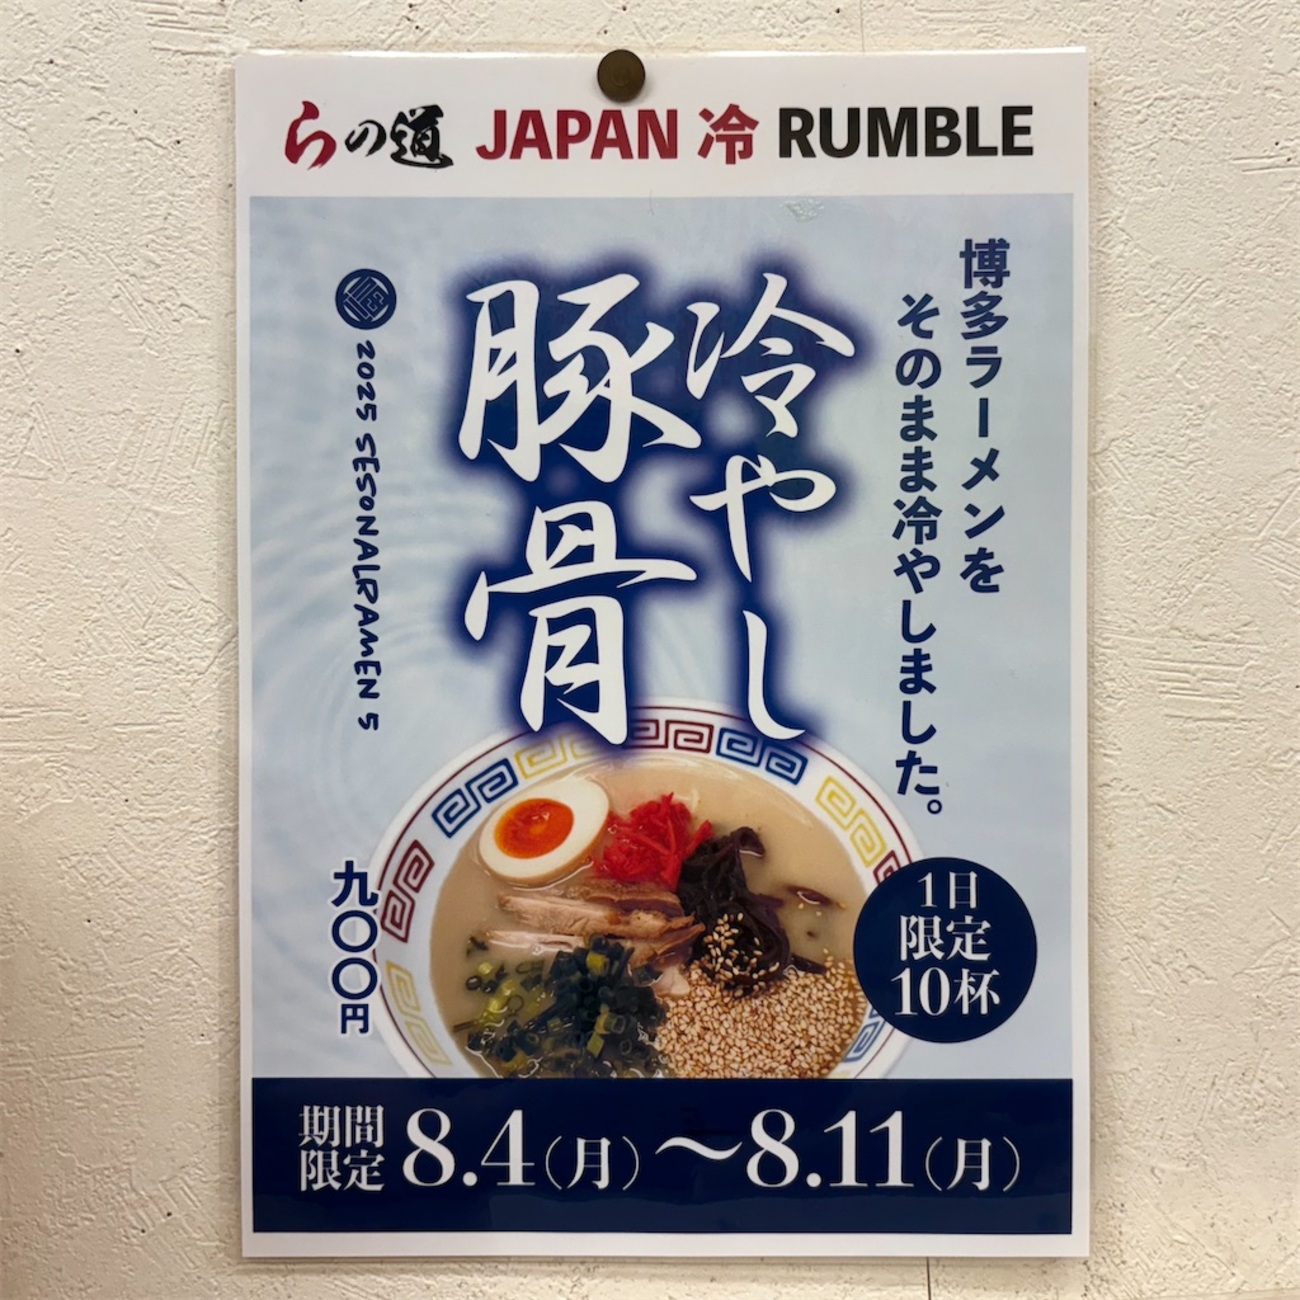 らの道 JAPAN 冷 RUMBLE
博多ラーメンを
そのまま冷やしました。
冷やし
豚骨
2025 SESONALRAMEN 5
九〇〇円
1日
限定
10杯
期間
限定
8.4(月)〜8.11(月)